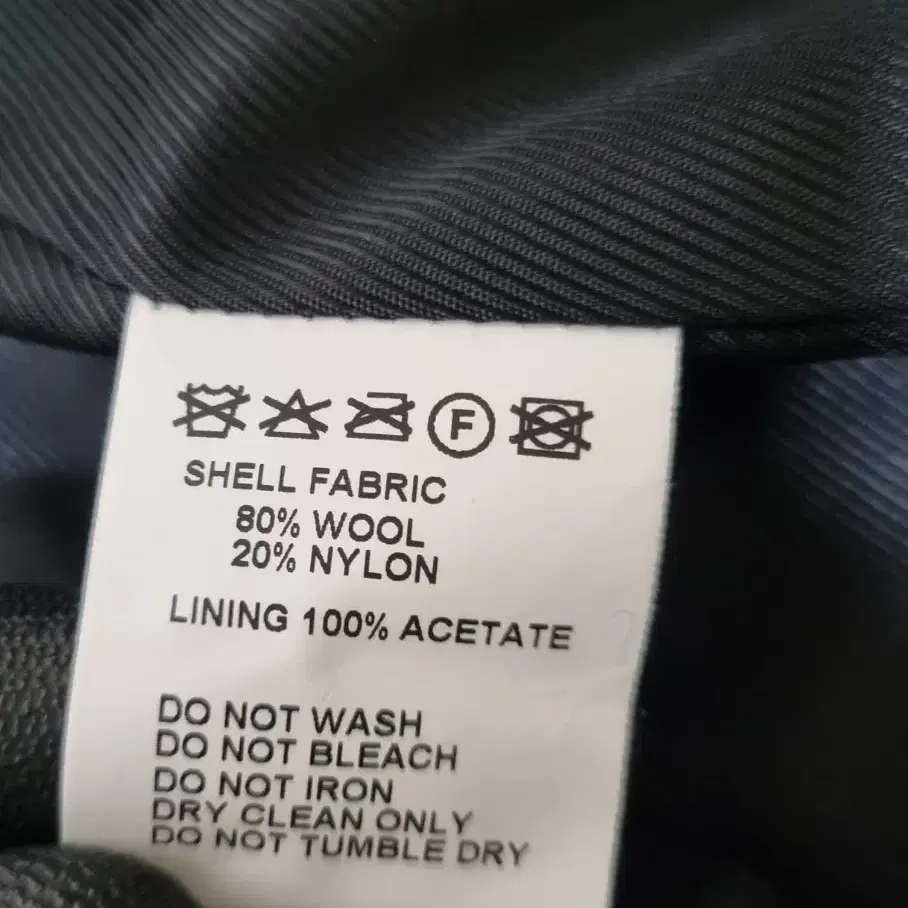 F
SHELL FABRIC
80% WOOL
20% NYLON
LINING 100% ACETATE
DO NOT WASH
DO NOT BLEACH
DO NOT IRON
DRY CLEAN ONLY
DO NOT TUMBLE DRY